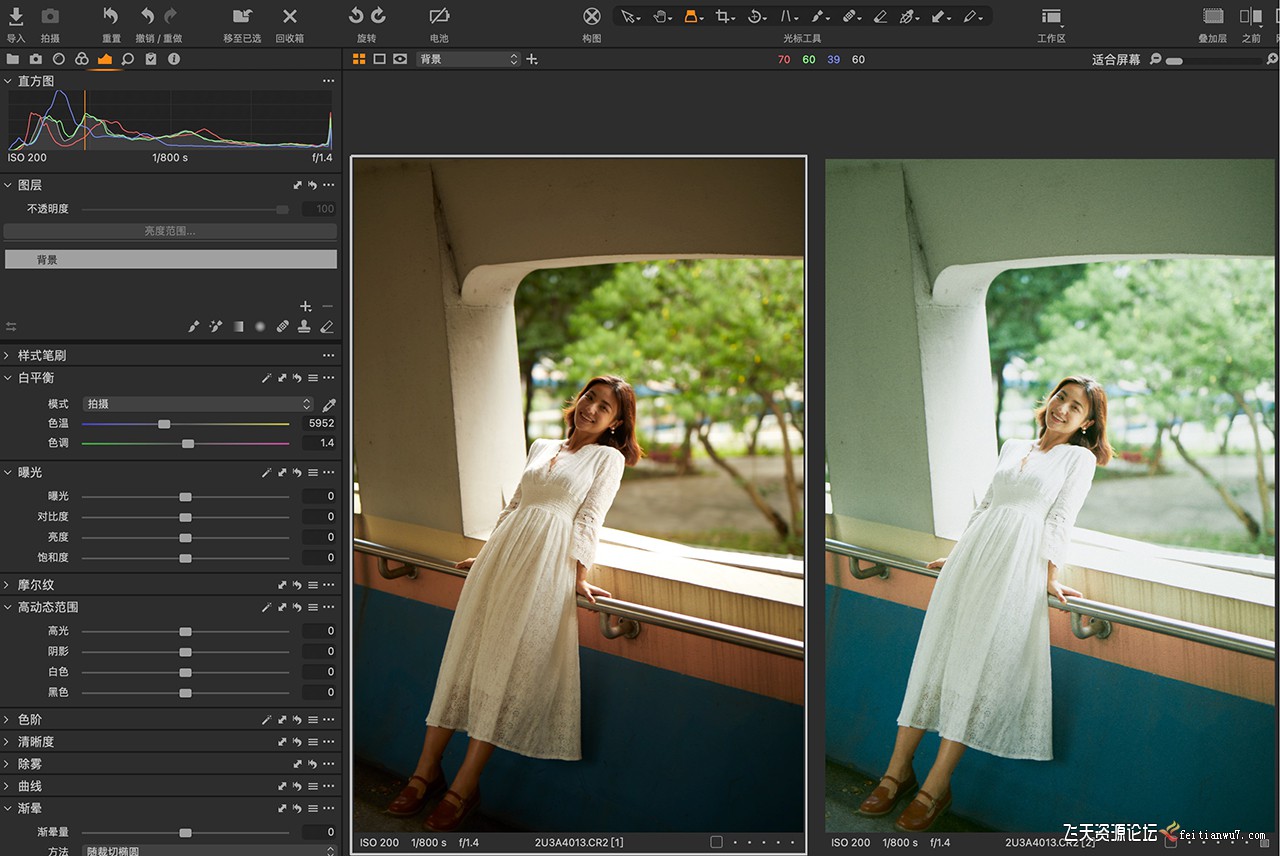 导入 拍摄 重置 撤销 / 重做 移至已选 回收箱 旋转 电池 构图 光标工具 工作区 叠加层 之前
背景 70 60 39 60 适合屏幕
直方图
ISO 200 1/800 s f/1.4
图层
不透明度 100
亮度范围...
背景
样式笔刷
白平衡
模式 拍摄
色温 5952
色调 1.4
曝光
曝光 0
对比度 0
亮度 0
饱和度 0
摩尔纹
高动态范围
高光 0
阴影 0
白色 0
黑色 0
色阶
清晰度
除雾
曲线
渐晕
渐晕量 0
方法 随裁切椭圆
ISO 200 1/800 s f/1.4 2U3A4013.CR2 [1]
ISO 200 1/800 s f/1.4 2U3A4013.CR2 [2]
飞天资源论坛 feitianwu7.com